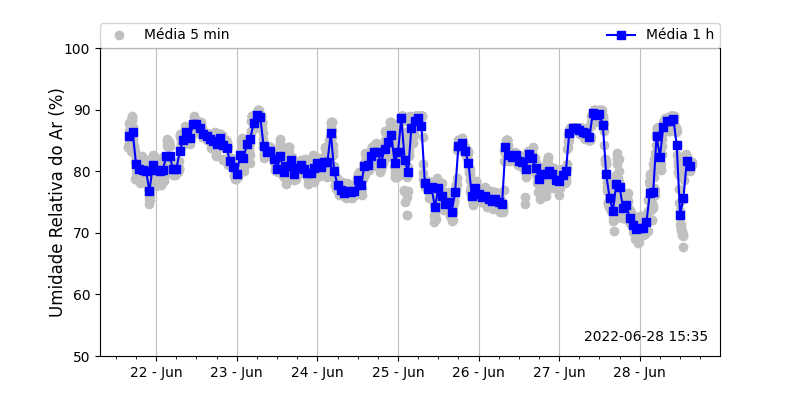 Média 5 min
Média 1 h
Umidade Relativa do Ar (%)
100
90
80
70
60
50
2022-06-28 15:35
22 - Jun
23 - Jun
24 - Jun
25 - Jun
26 - Jun
27 - Jun
28 - Jun